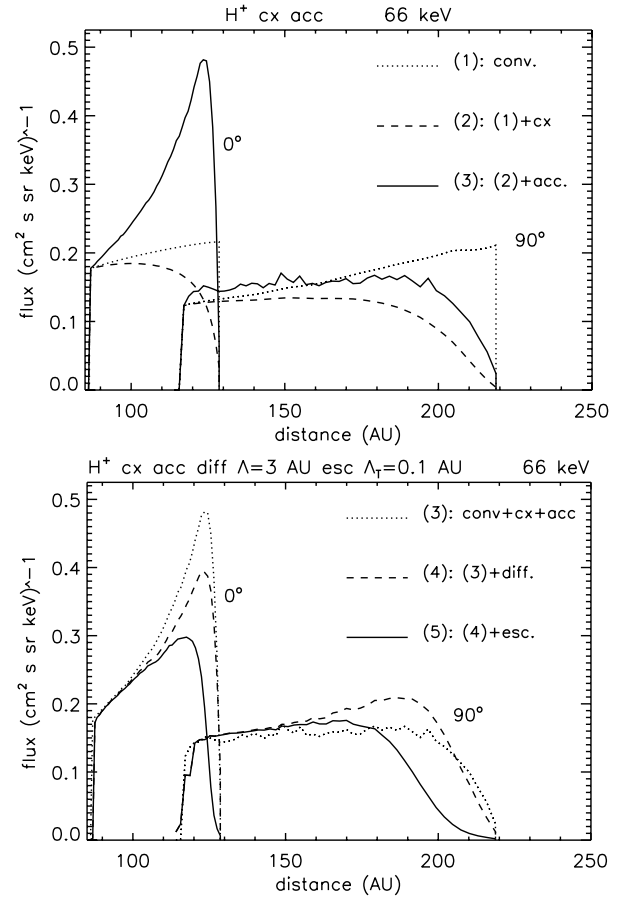 H+ cx acc 66 keV
0.5
0.4
0.3
0.2
0.1
0.0
flux (cm2 s sr keV)^-1
(1): conv.
(2): (1)+cx
(3): (2)+acc.
0°
90°
100 150 200 250
distance (AU)
H+ cx acc diff Λ=3 AU esc ΛT=0.1 AU 66 keV
0.5
0.4
0.3
0.2
0.1
0.0
flux (cm2 s sr keV)^-1
(3): conv+cx+acc
(4): (3)+diff.
(5): (4)+esc.
0°
90°
100 150 200 250
distance (AU)